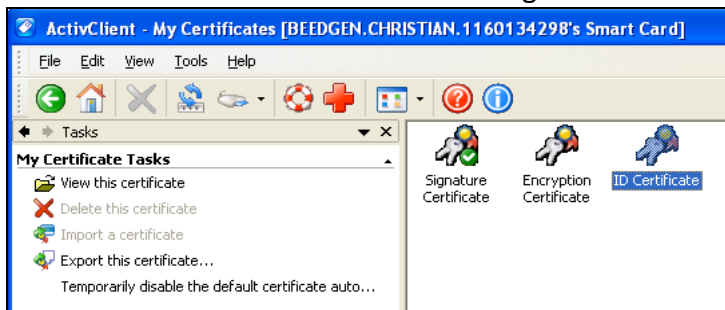 ActivClient - My Certificates [BEEDGEN.CHRISTIAN.1160134298's Smart Card]
File Edit View Tools Help
Tasks
My Certificate Tasks
View this certificate
Delete this certificate
Import a certificate
Export this certificate...
Temporarily disable the default certificate auto...
Signature
Certificate
Encryption
Certificate
ID Certificate